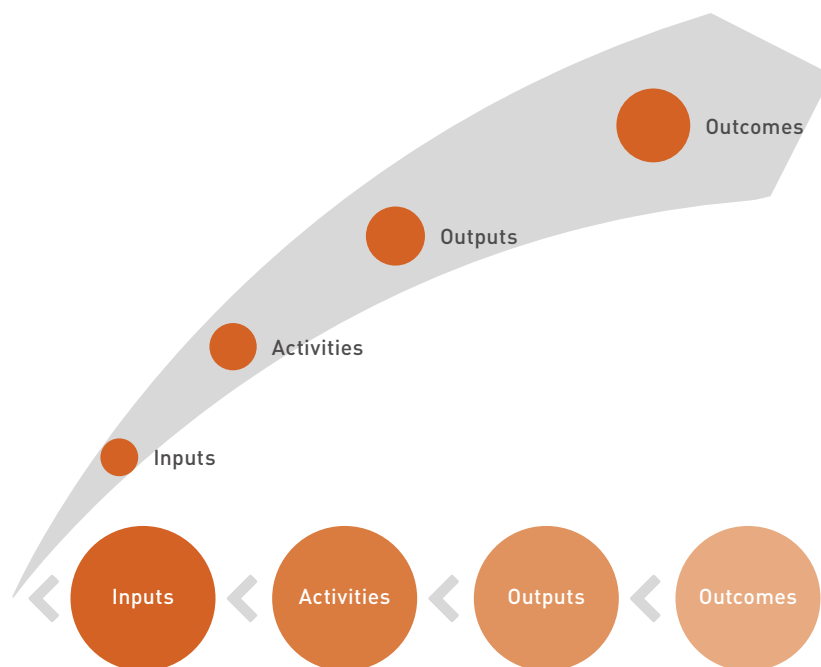 Outcomes
Outputs
Activities
Inputs
Inputs
Activities
Outputs
Outcomes